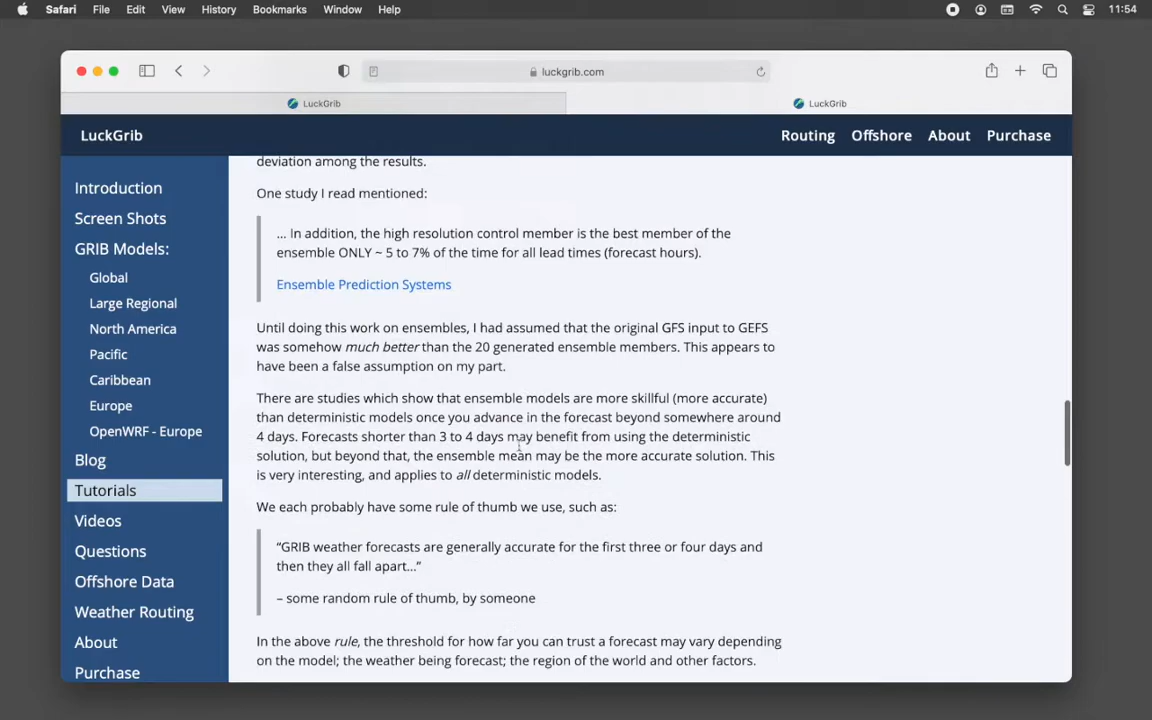 Safari File Edit View History Bookmarks Window Help 11:54
luckgrib.com
LuckGrib LuckGrib
LuckGrib Routing Offshore About Purchase
Introduction
Screen Shots
GRIB Models:
Global
Large Regional
North America
Pacific
Caribbean
Europe
OpenWRF - Europe
Blog
Tutorials
Videos
Questions
Offshore Data
Weather Routing
About
Purchase
deviation among the results.
One study I read mentioned:
... In addition, the high resolution control member is the best member of the
ensemble ONLY ~ 5 to 7% of the time for all lead times (forecast hours).
Ensemble Prediction Systems
Until doing this work on ensembles, I had assumed that the original GFS input to GEFS
was somehow much better than the 20 generated ensemble members. This appears to
have been a false assumption on my part.
There are studies which show that ensemble models are more skillful (more accurate)
than deterministic models once you advance in the forecast beyond somewhere around
4 days. Forecasts shorter than 3 to 4 days may benefit from using the deterministic
solution, but beyond that, the ensemble mean may be the more accurate solution. This
is very interesting, and applies to all deterministic models.
We each probably have some rule of thumb we use, such as:
“GRIB weather forecasts are generally accurate for the first three or four days and
then they all fall apart...”
– some random rule of thumb, by someone
In the above rule, the threshold for how far you can trust a forecast may vary depending
on the model; the weather being forecast; the region of the world and other factors.